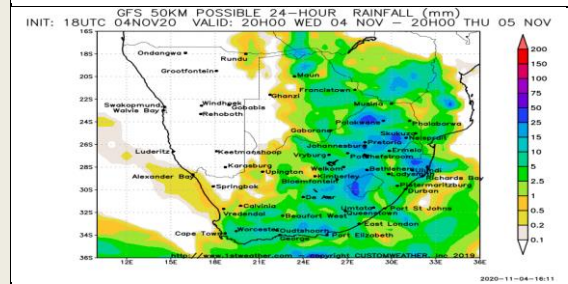 GFS 50KM POSSIBLE 24-HOUR RAINFALL (mm)
INIT: 18UTC 04NOV20 VALID: 20H00 WED 04 NOV - 20H00 THU 05 NOV
16S
Ondangwa
Rundu
18S
Grootfontein
Maun
20S
Francistown
Ghanzi
Swakopmund
Windhoek
Gobabis
Musina
22S
Walvis Bay
Rehoboth
Polokwane
Phalaborwa
24S
Gaborone
Skukuza
Nelspruit
Pretoria
Johannesburg
26S
Luderitz
Keetmanshoop
Vryburg
Ermelo
Karasburg
28S
Alexander Bay
Upington
Welkom
Bethlehem
Kimberley
Ladysmith
Richards Bay
Bloemfontein
30S
Springbok
Pietermaritzburg
Durban
De Aar
Calvinia
Umtata
Port St Johns
32S
Vredendal
Beaufort West
Queenstown
East London
Cape Town
Worcester
Oudtshoorn
34S
George
Port Elizabeth
http://www.1stweather.com - Copyright CUSTOMWEATHER, inc 2019
36S
12E 15E 18E 21E 24E 27E 30E 33E 36E
200
150
100
75
50
25
15
10
5
2.5
1
0.5
0.2
0.1
2020-11-04-16:11